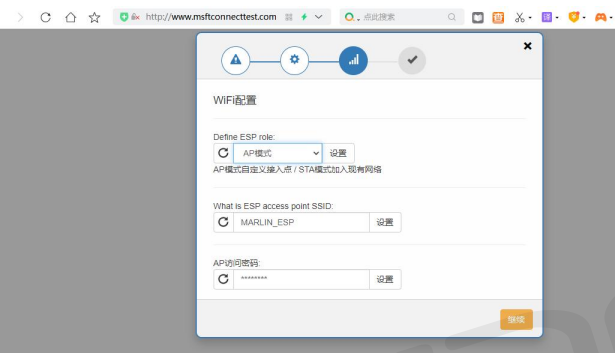 http://www.msftconnecttest.com
点此搜索
WiFi配置
Define ESP role:
AP模式
设置
AP模式自定义接入点 / STA模式加入现有网络
What is ESP access point SSID:
MARLIN_ESP
设置
AP访问密码:
********
设置
继续